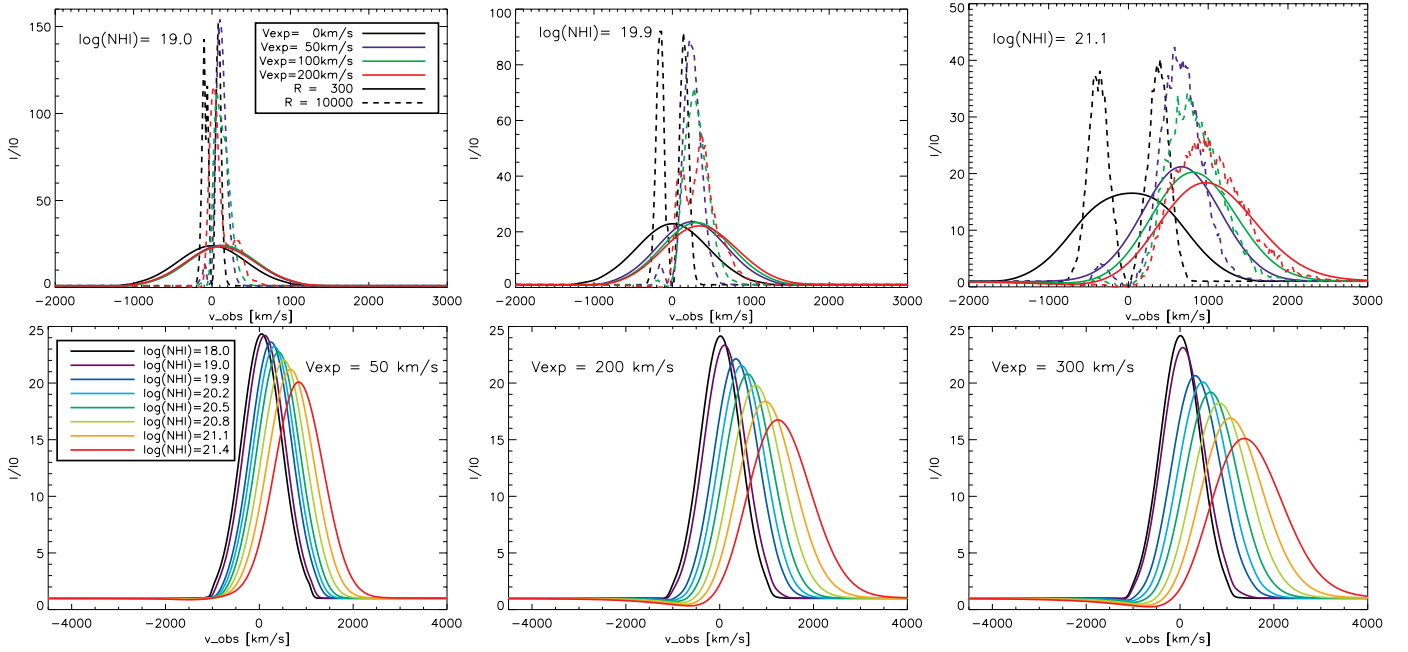 log(NHI)= 19.0
Vexp=   0km/s
Vexp= 50km/s
Vexp=100km/s
Vexp=200km/s
R =   300
R = 10000
I/I0
150
100
50
0
-2000 -1000 0 1000 2000 3000
v_obs [km/s]
log(NHI)= 19.9
I/I0
100
80
60
40
20
0
-2000 -1000 0 1000 2000 3000
v_obs [km/s]
log(NHI)= 21.1
I/I0
50
40
30
20
10
0
-2000 -1000 0 1000 2000 3000
v_obs [km/s]
log(NHI)=18.0
log(NHI)=19.0
log(NHI)=19.9
log(NHI)=20.2
log(NHI)=20.5
log(NHI)=20.8
log(NHI)=21.1
log(NHI)=21.4
Vexp = 50 km/s
I/I0
25
20
15
10
5
0
-4000 -2000 0 2000 4000
v_obs [km/s]
Vexp = 200 km/s
I/I0
25
20
15
10
5
0
-4000 -2000 0 2000 4000
v_obs [km/s]
Vexp = 300 km/s
I/I0
25
20
15
10
5
0
-4000 -2000 0 2000 4000
v_obs [km/s]